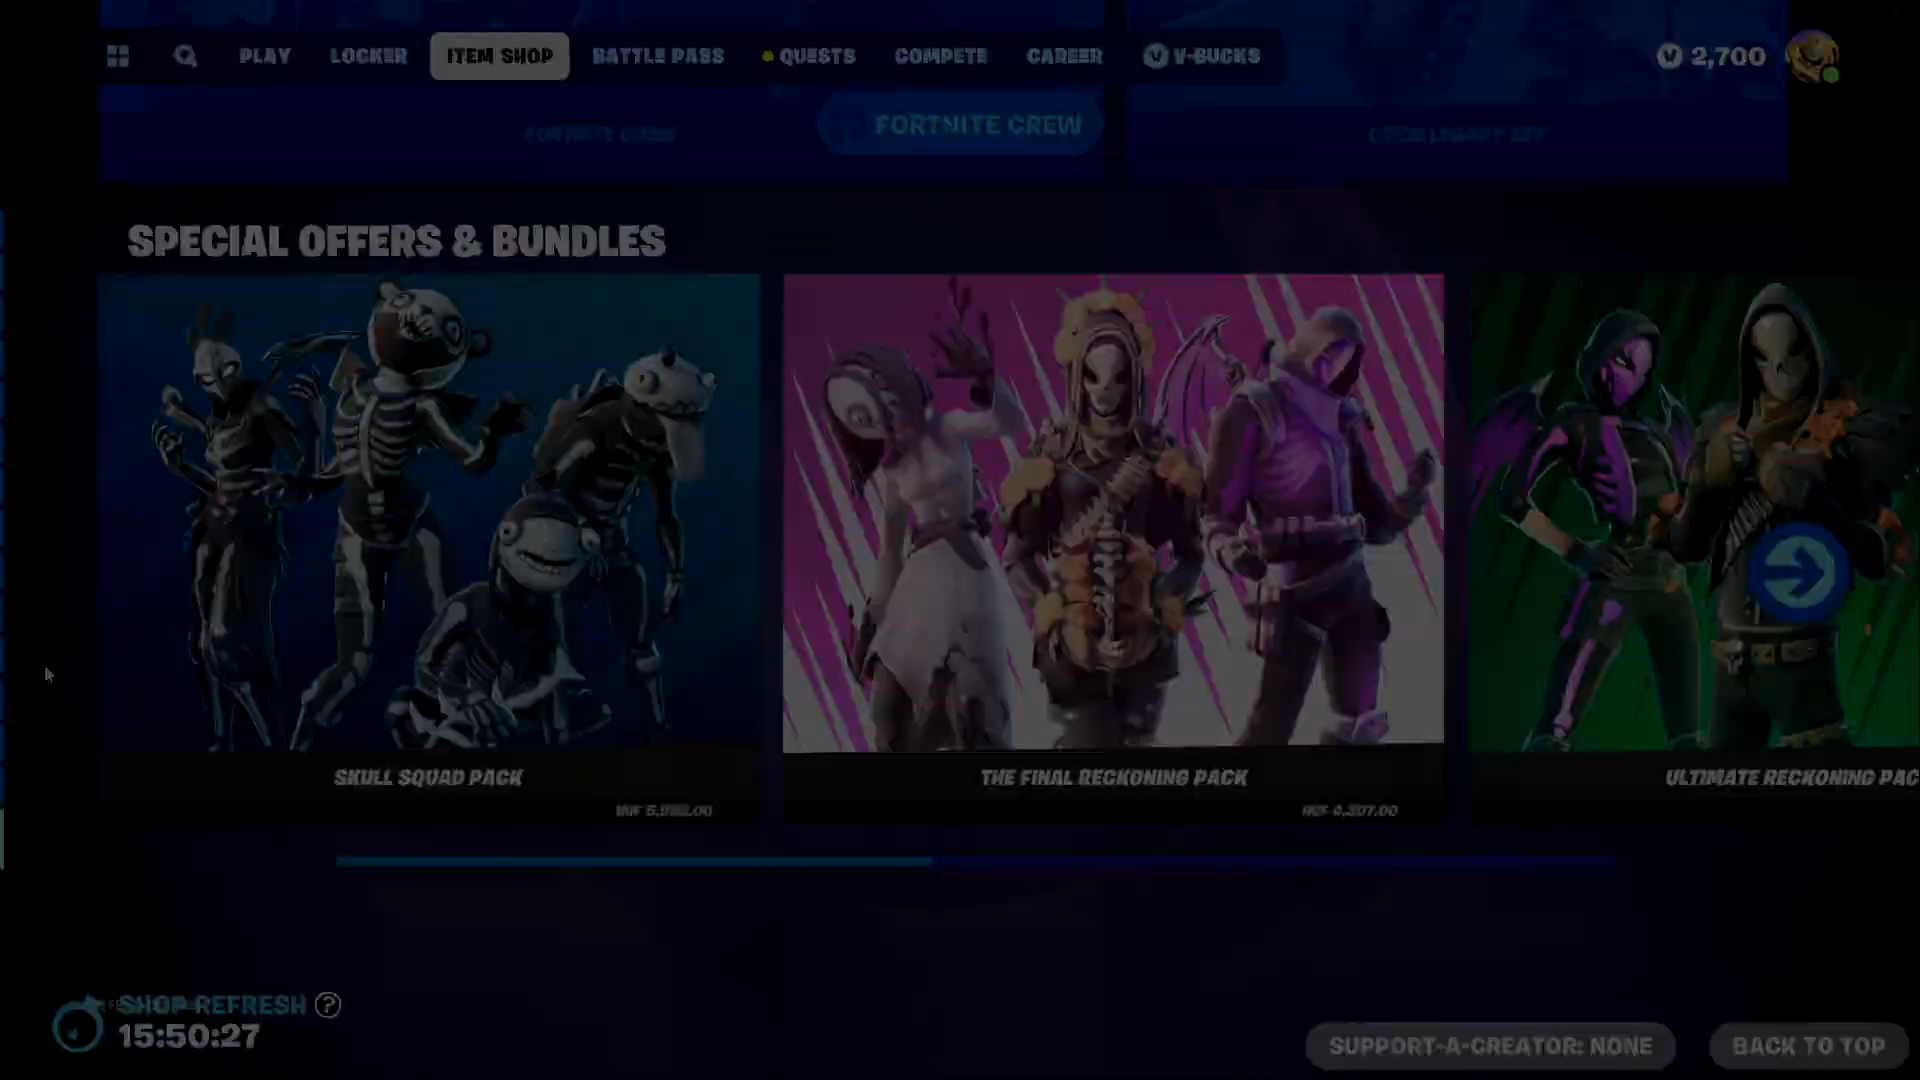 PLAY LOCKER ITEM SHOP BATTLE PASS QUESTS COMPETE CAREER V-BUCKS 2,700
FORTNITE CREW FORTNITE CREW
SPECIAL OFFERS & BUNDLES
SKULL SQUAD PACK THE FINAL RECKONING PACK ULTIMATE RECKONING PAC
SHOP REFRESH ?
15:50:27
SUPPORT-A-CREATOR: NONE BACK TO TOP